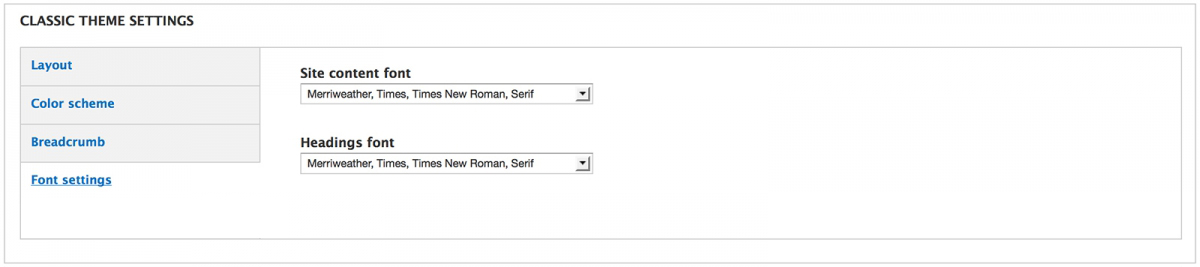 CLASSIC THEME SETTINGS
Layout
Color scheme
Breadcrumb
Font settings
Site content font
Merriweather, Times, Times New Roman, Serif
Headings font
Merriweather, Times, Times New Roman, Serif